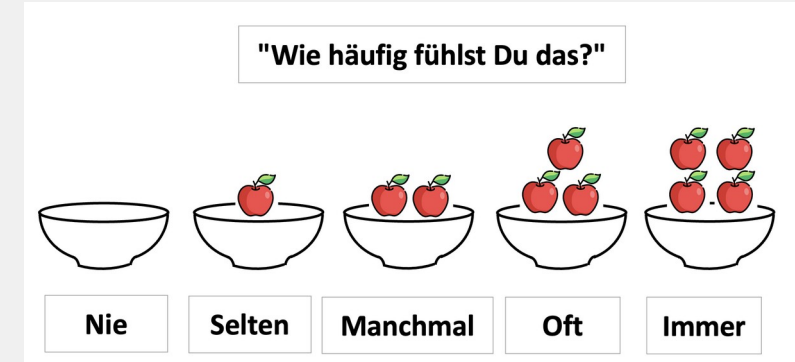 "Wie häufig fühlst Du das?"
Nie
Selten
Manchmal
Oft
Immer